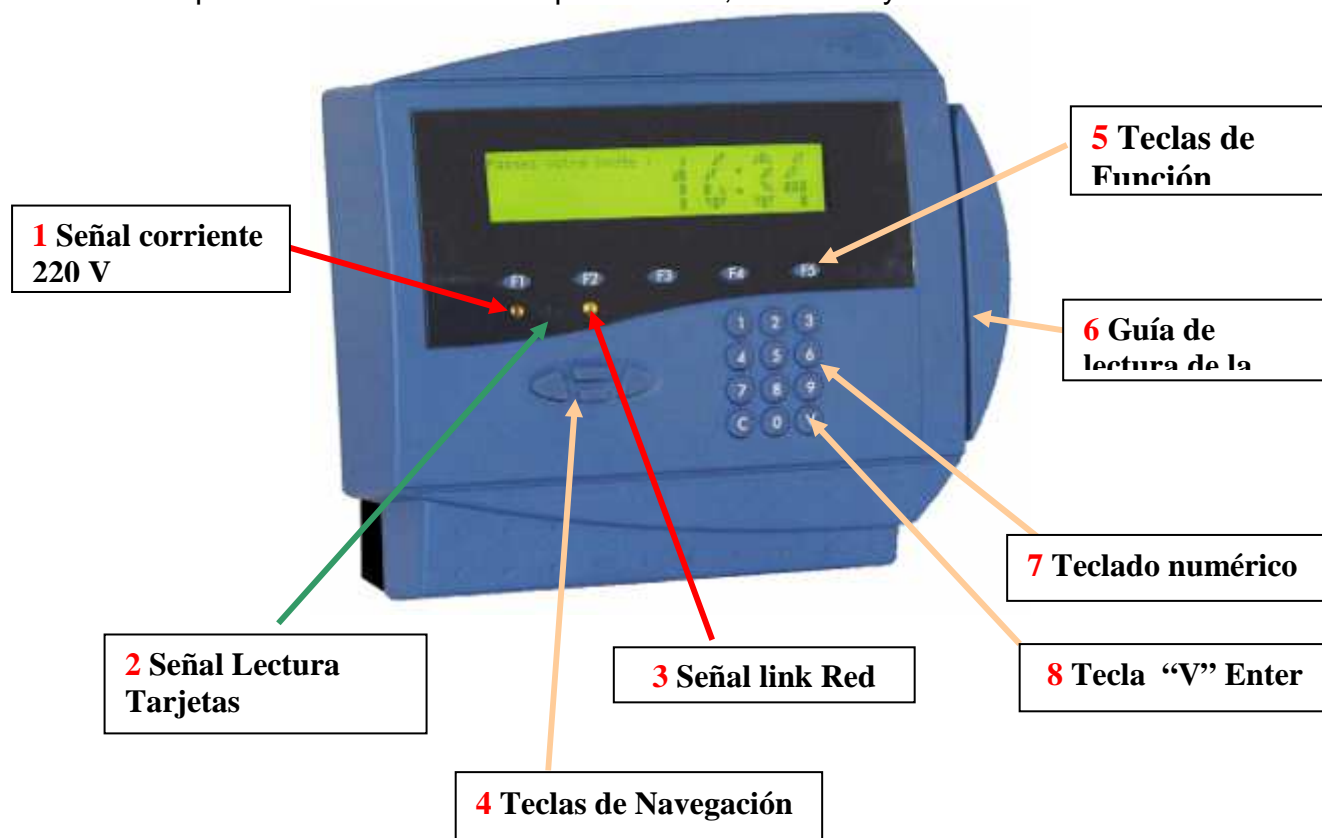 5 Teclas de
Función
1 Señal corriente
220 V
F1 F2 F3 F4 F5
1 2 3
4 5 6
7 8 9
C 0 V
6 Guía de
lectura de la
7 Teclado numérico
2 Señal Lectura
Tarjetas
3 Señal link Red
8 Tecla “V” Enter
4 Teclas de Navegación